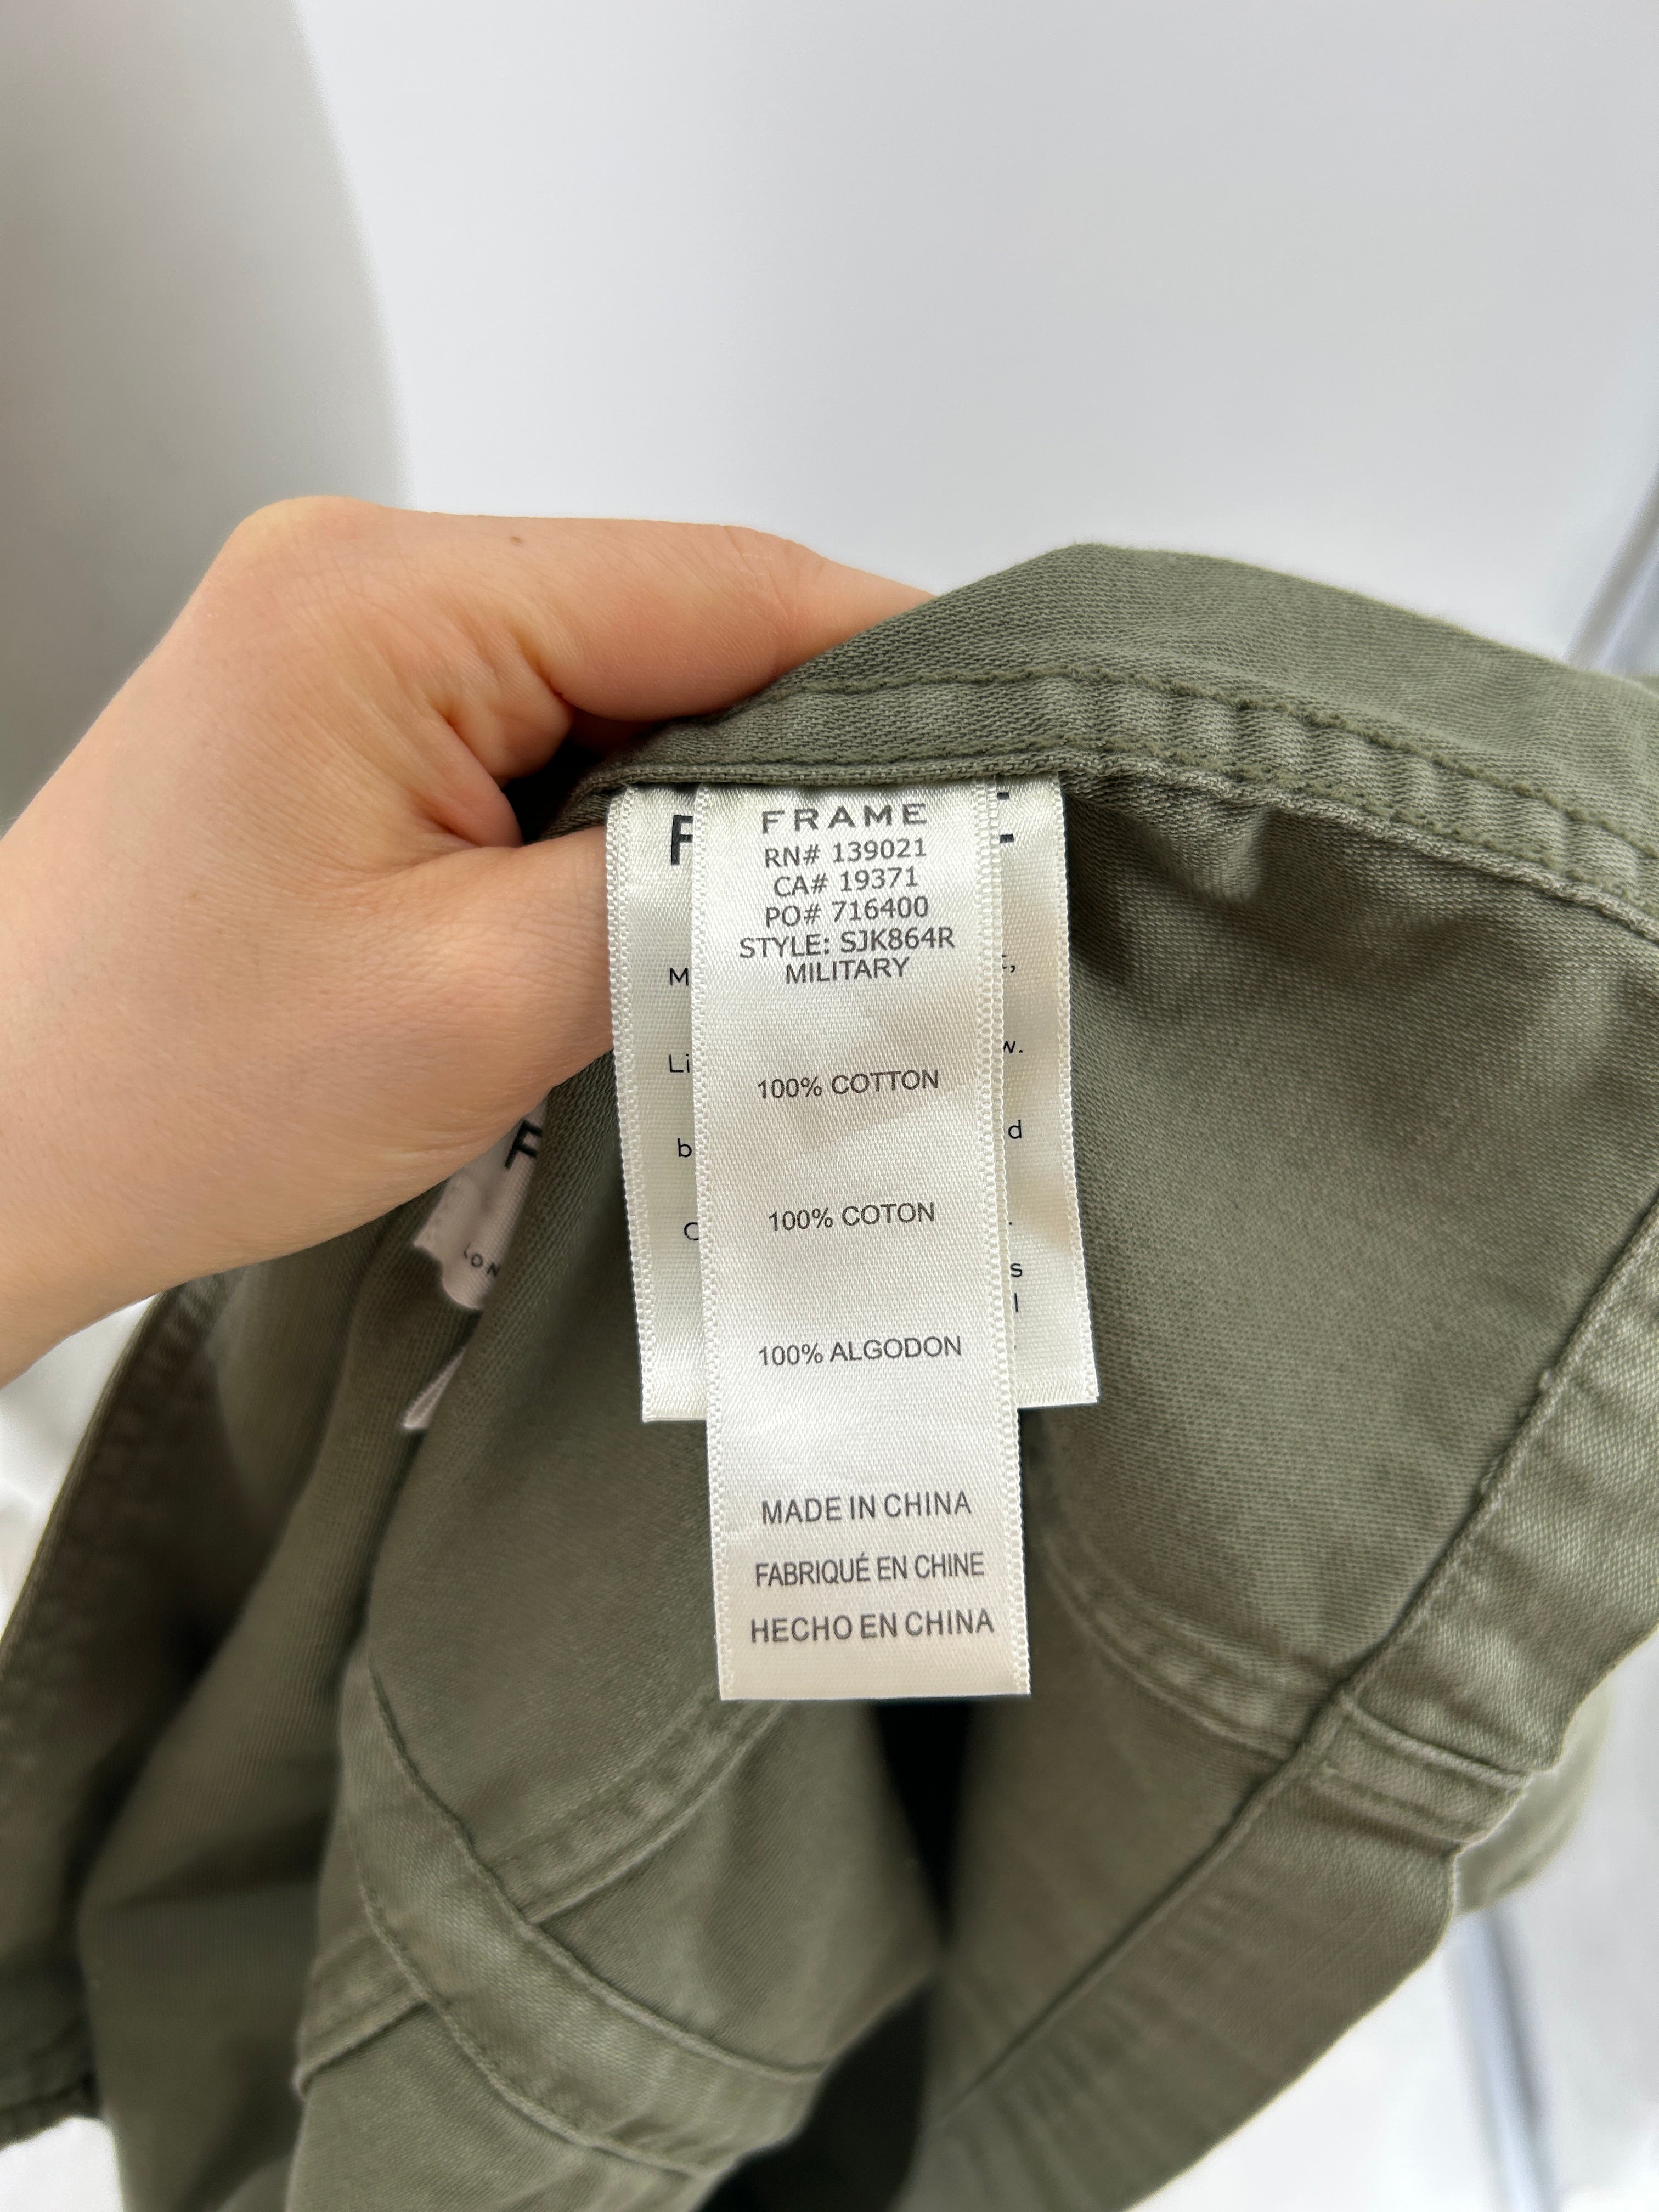 FRAME
RN# 139021
CA# 19371
PO# 716400
STYLE: SJK864R
MILITARY
100% COTTON
100% COTON
100% ALGODON
MADE IN CHINA
FABRIQUÉ EN CHINE
HECHO EN CHINA